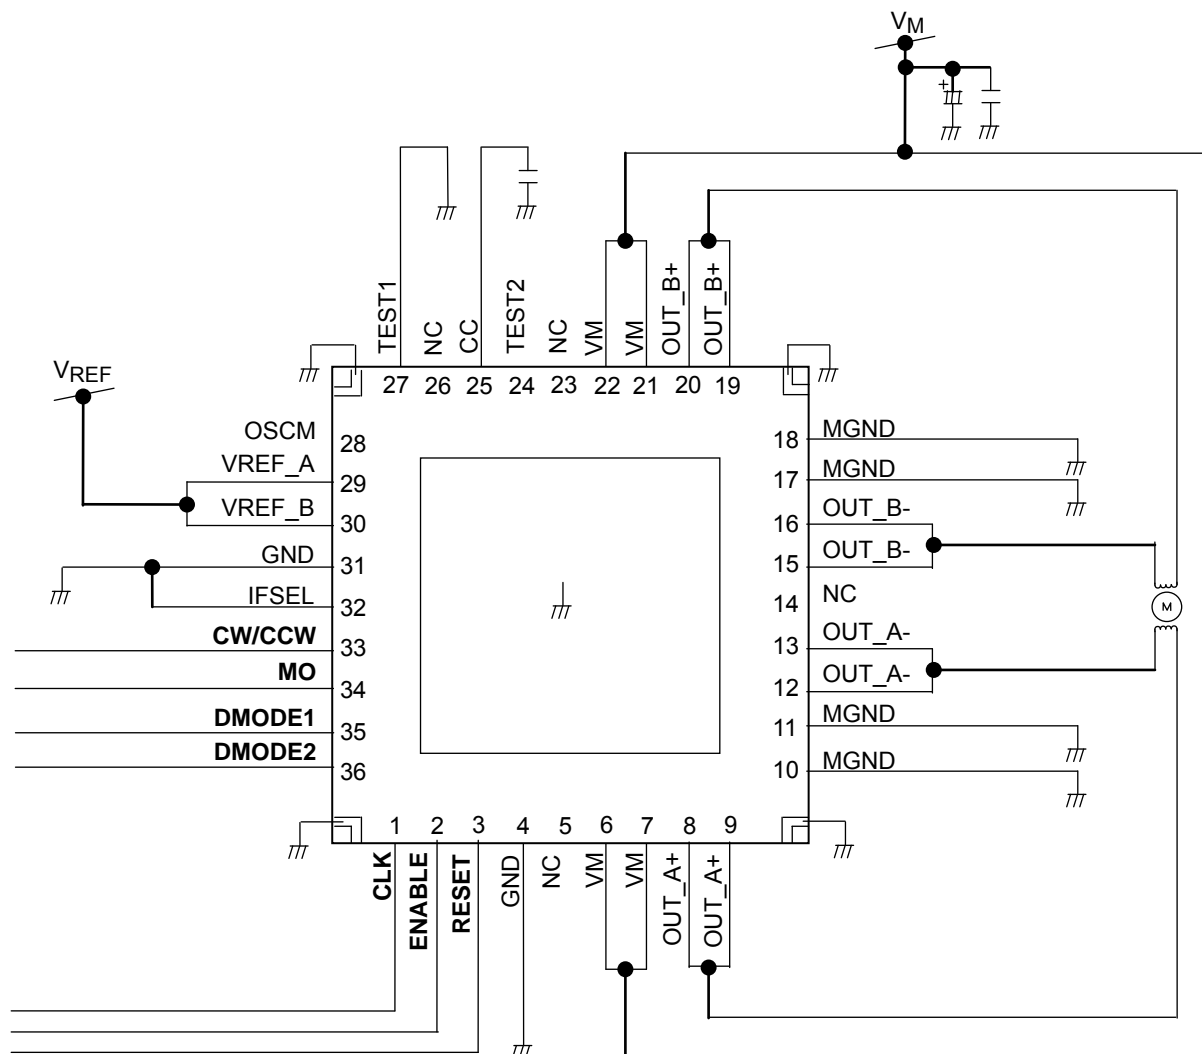 VM
+
TEST1
NC
CC
TEST2
NC
VM
VM
OUT_B+
OUT_B+
27 26 25 24 23 22 21 20 19
VREF
OSCM 28
VREF_A 29
VREF_B 30
GND 31
IFSEL 32
CW/CCW 33
MO 34
DMODE1 35
DMODE2 36
18 MGND
17 MGND
16 OUT_B-
15 OUT_B-
14 NC
13 OUT_A-
12 OUT_A-
11 MGND
10 MGND
M
1 2 3 4 5 6 7 8 9
CLK
ENABLE
RESET
GND
NC
VM
VM
OUT_A+
OUT_A+